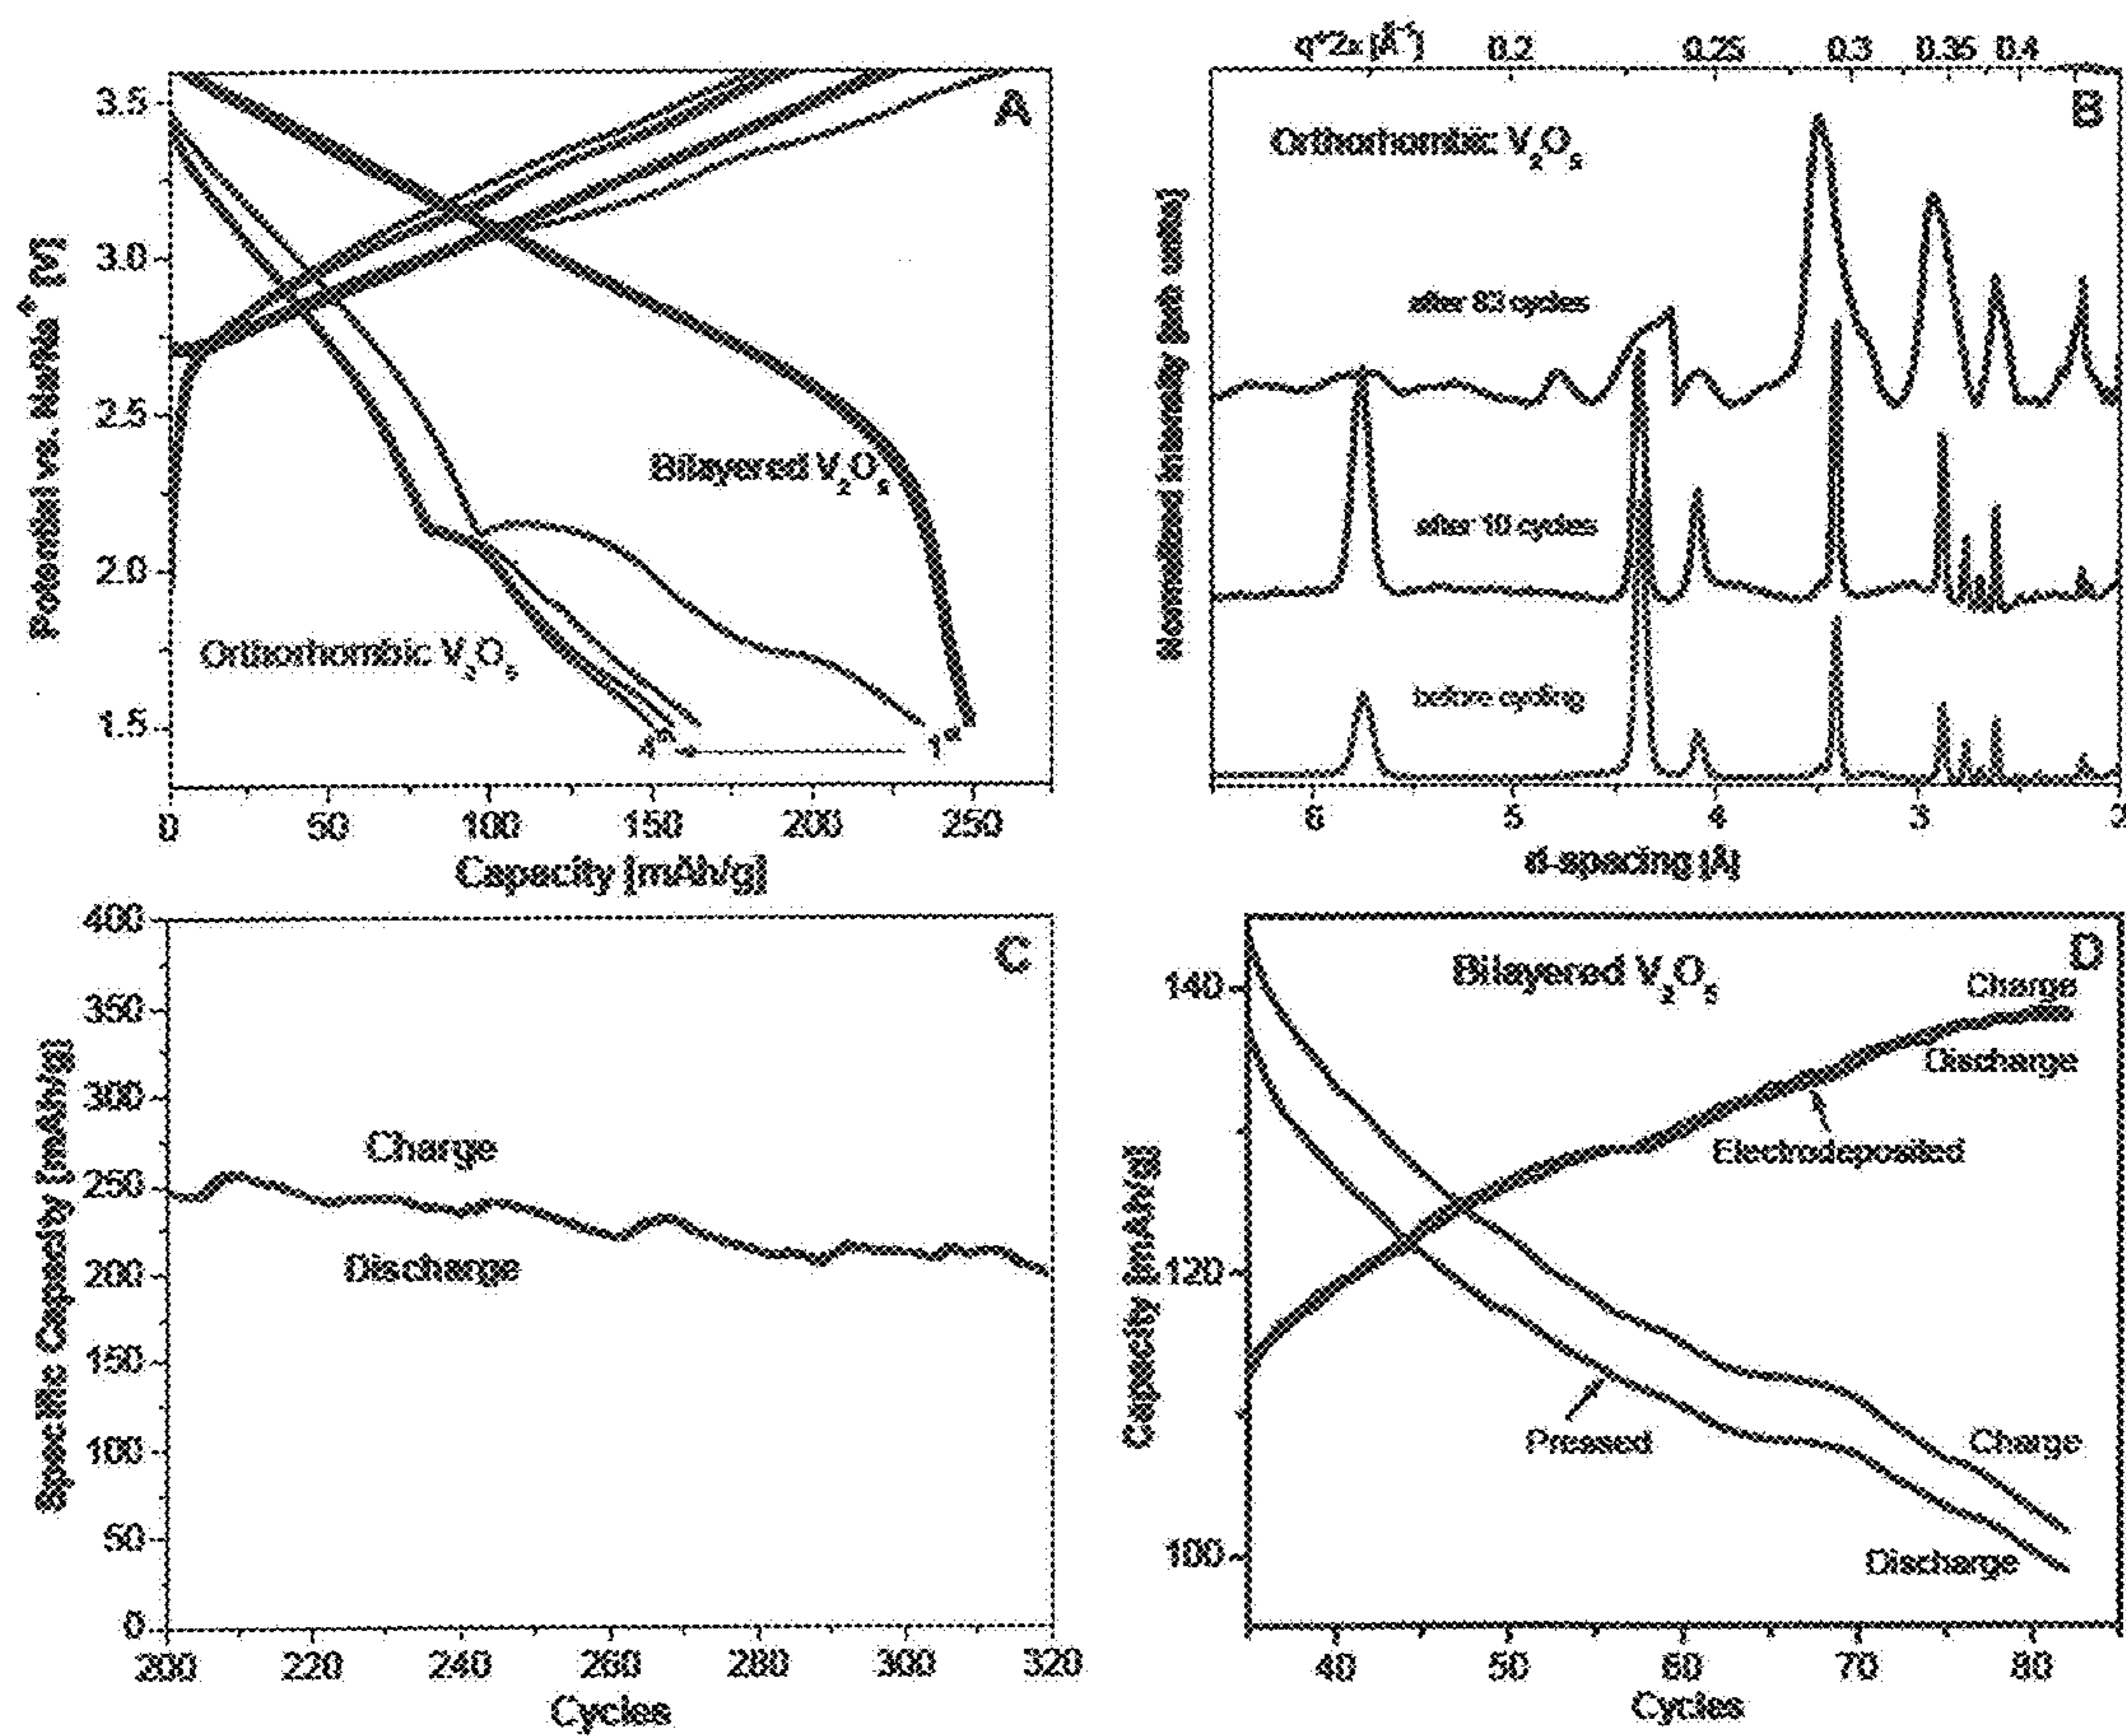 A
3.5
3.0
2.5
2.0
1.5
Potential vs. Na/Na⁺ [V]
Bilayered V₂O₅
Orthorhombic V₂O₅
4ᵗʰ
1ˢᵗ
0 50 100 150 200 250
Capacity [mAh/g]
0.2 0.25 0.3 0.35 0.4
B
Orthorhombic V₂O₅
after 83 cycles
after 10 cycles
before cycling
Normalized intensity [arb. units]
6 5 4 3
d-spacing [Å]
C
400
350
300
250
200
150
100
50
0
Specific Capacity [mAh/g]
Charge
Discharge
200 220 240 260 280 300 320
Cycles
D
Bilayered V₂O₅
140
120
100
Capacity [mAh/g]
Charge
Discharge
Electrodeposited
Pressed
Charge
Discharge
40 50 60 70 80
Cycles